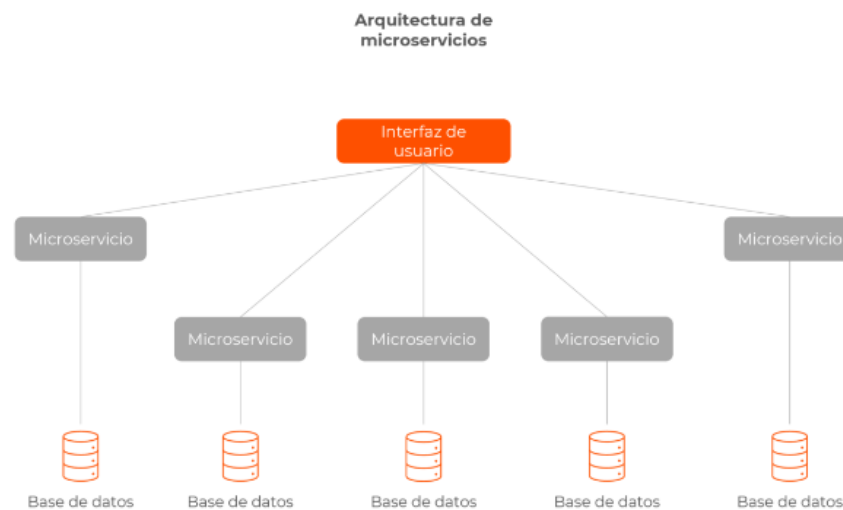 Arquitectura de
microservicios
Interfaz de
usuario
Microservicio
Microservicio
Microservicio
Microservicio
Microservicio
Base de datos
Base de datos
Base de datos
Base de datos
Base de datos